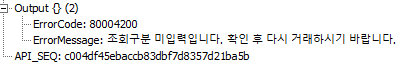 Output {} (2)
ErrorCode: 80004200
ErrorMessage: 조회구분 미입력입니다. 확인 후 다시 거래하시기 바랍니다.
API_SEQ: c004df45ebaccb83dbf7d8357d21ba5b